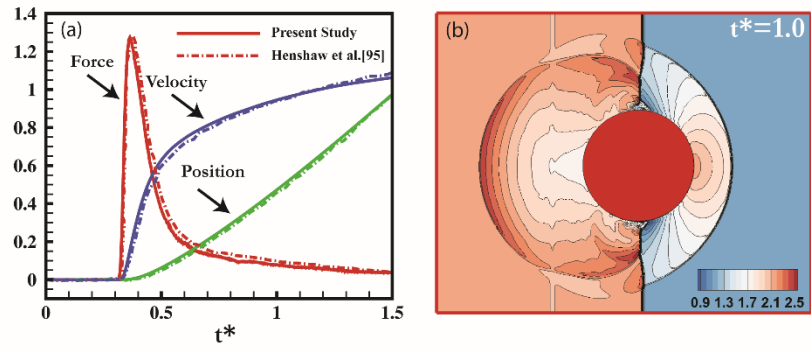 (a)
Present Study
Henshaw et al.[95]
Force
Velocity
Position
1.4
1.2
1
0.8
0.6
0.4
0.2
0
0
0.5
1
1.5
t*
(b)
t*=1.0
0.9 1.3 1.7 2.1 2.5